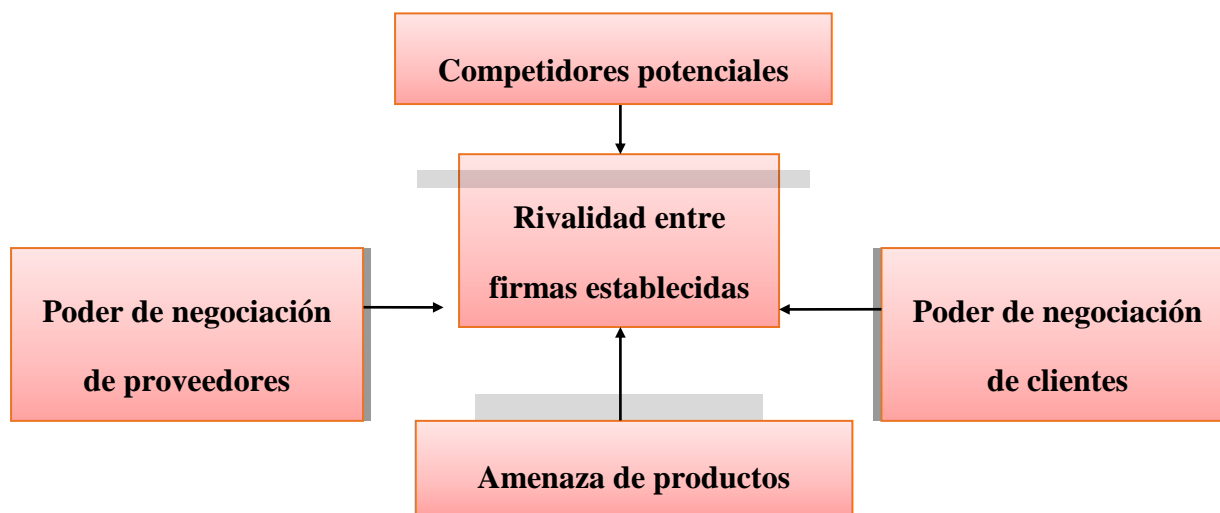 Competidores potenciales
Rivalidad entre
firmas establecidas
Poder de negociación
de proveedores
Poder de negociación
de clientes
Amenaza de productos